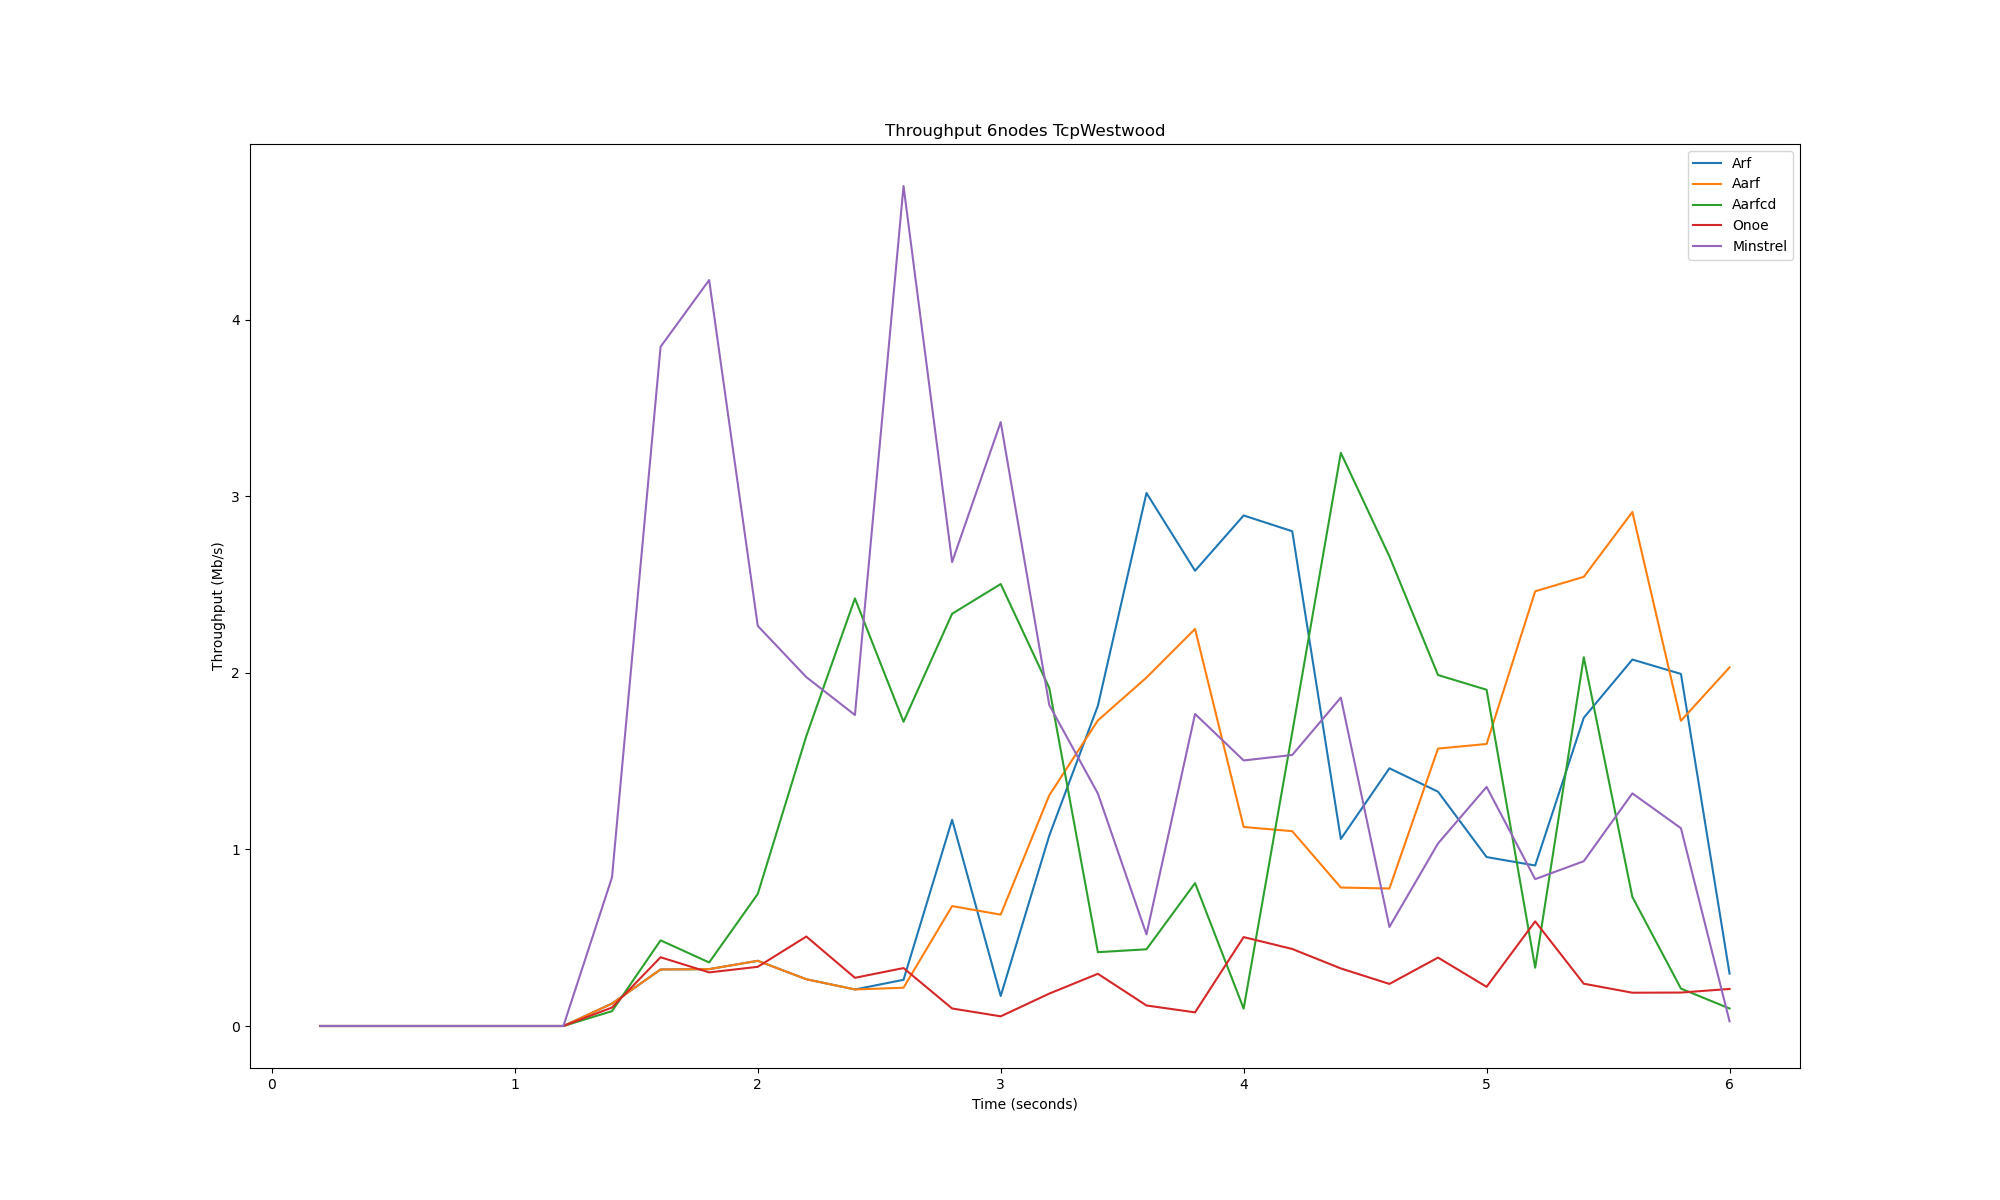 Throughput 6nodes TcpWestwood
Arf
Aarf
Aarfcd
Onoe
Minstrel
4
3
2
1
0
Throughput (Mb/s)
0 1 2 3 4 5 6
Time (seconds)